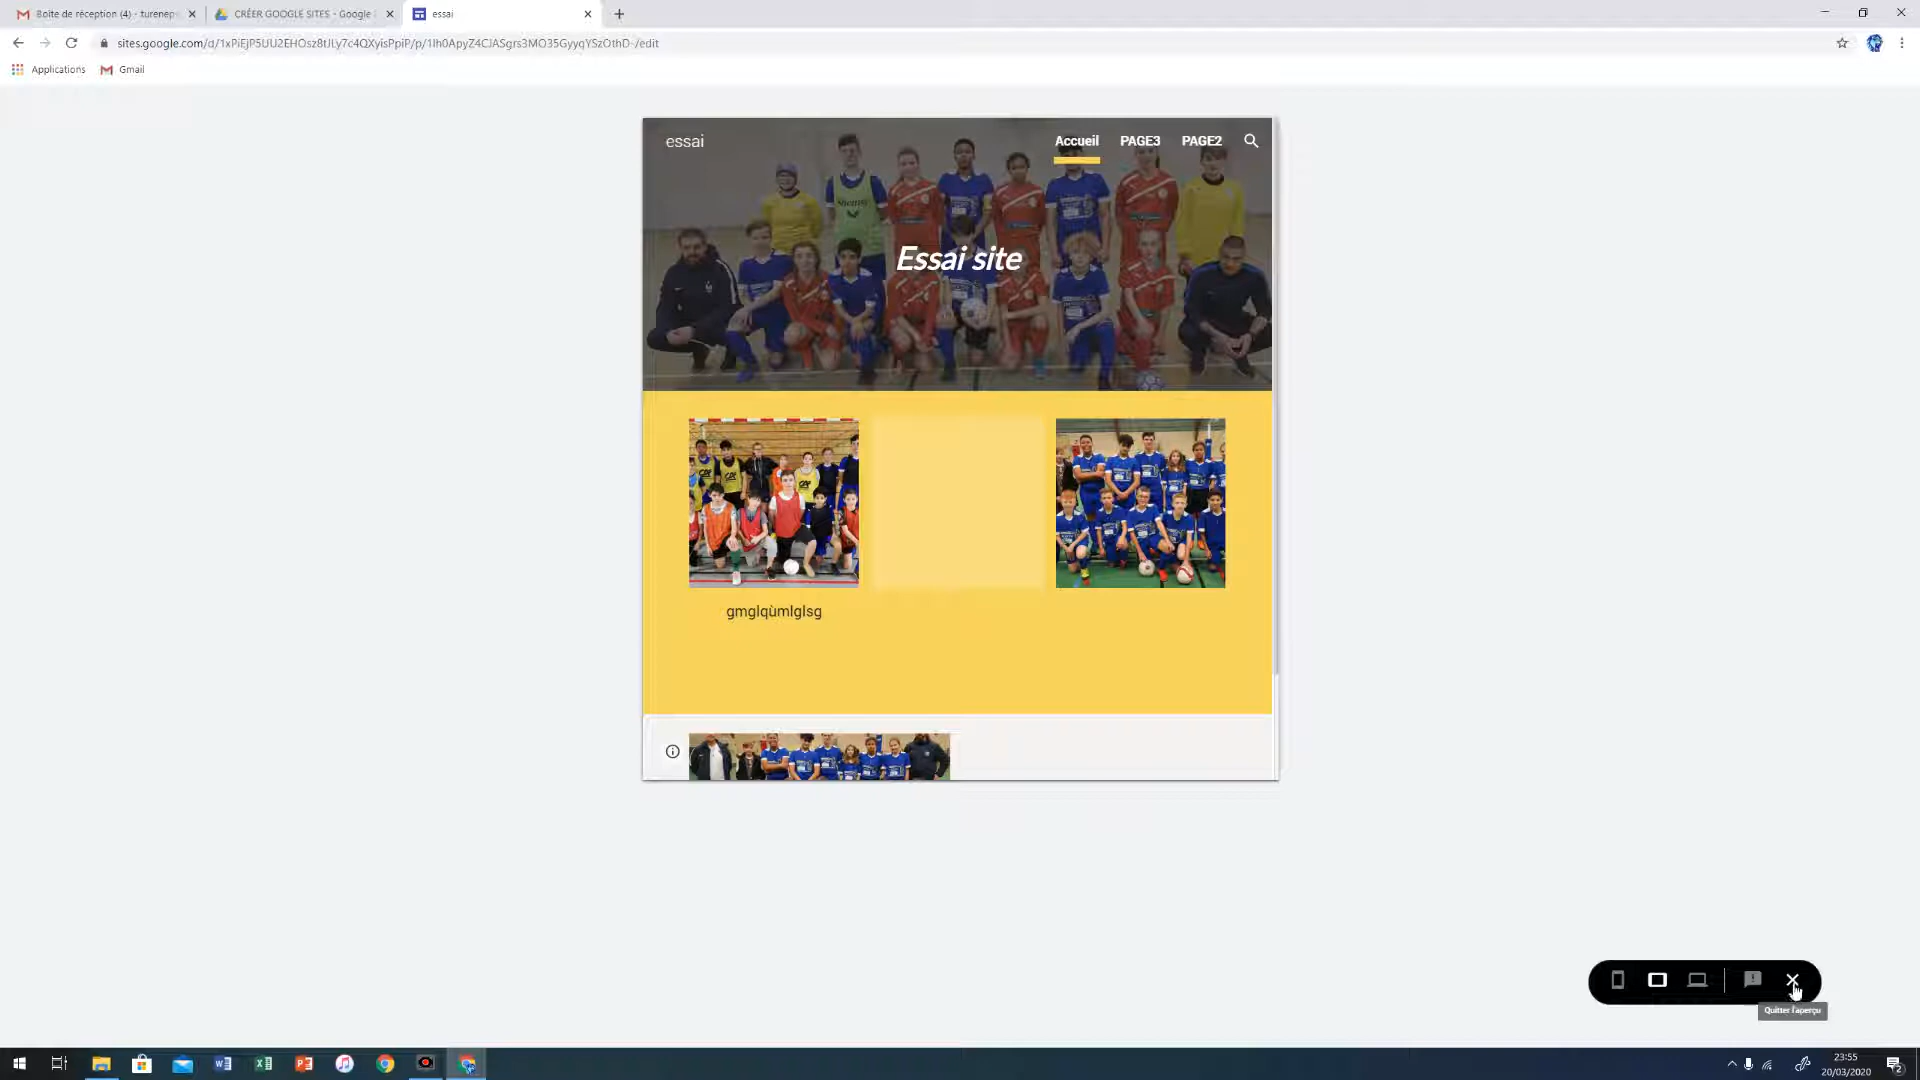 Boîte de réception (4) - turenep
CRÉER GOOGLE SITES - Google
essai
sites.google.com/d/1xPiEjP5UU2EHOsz8tJLy7c4QXyisPpiP/p/1Ih0ApyZ4CJASgrs3MO35GyyqYSzOthD-/edit
Applications
Gmail
essai
Accueil
PAGE3
PAGE2
Essai site
gmglqùmlglsg
Quitter l'aperçu
23:55
20/03/2020